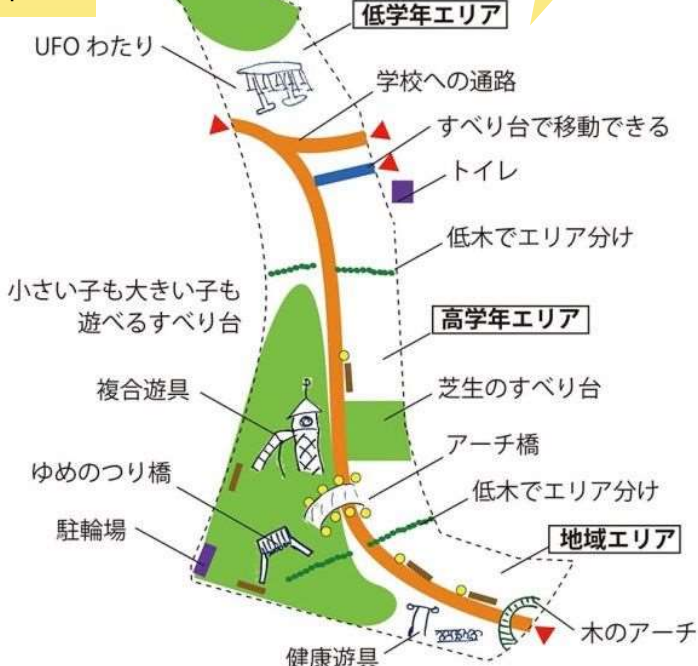 低学年エリア
UFO わたり
学校への通路
すべり台で移動できる
トイレ
低木でエリア分け
小さい子も大きい子も
遊べるすべり台
高学年エリア
複合遊具
芝生のすべり台
アーチ橋
ゆめのつり橋
低木でエリア分け
駐輪場
地域エリア
木のアーチ
健康遊具